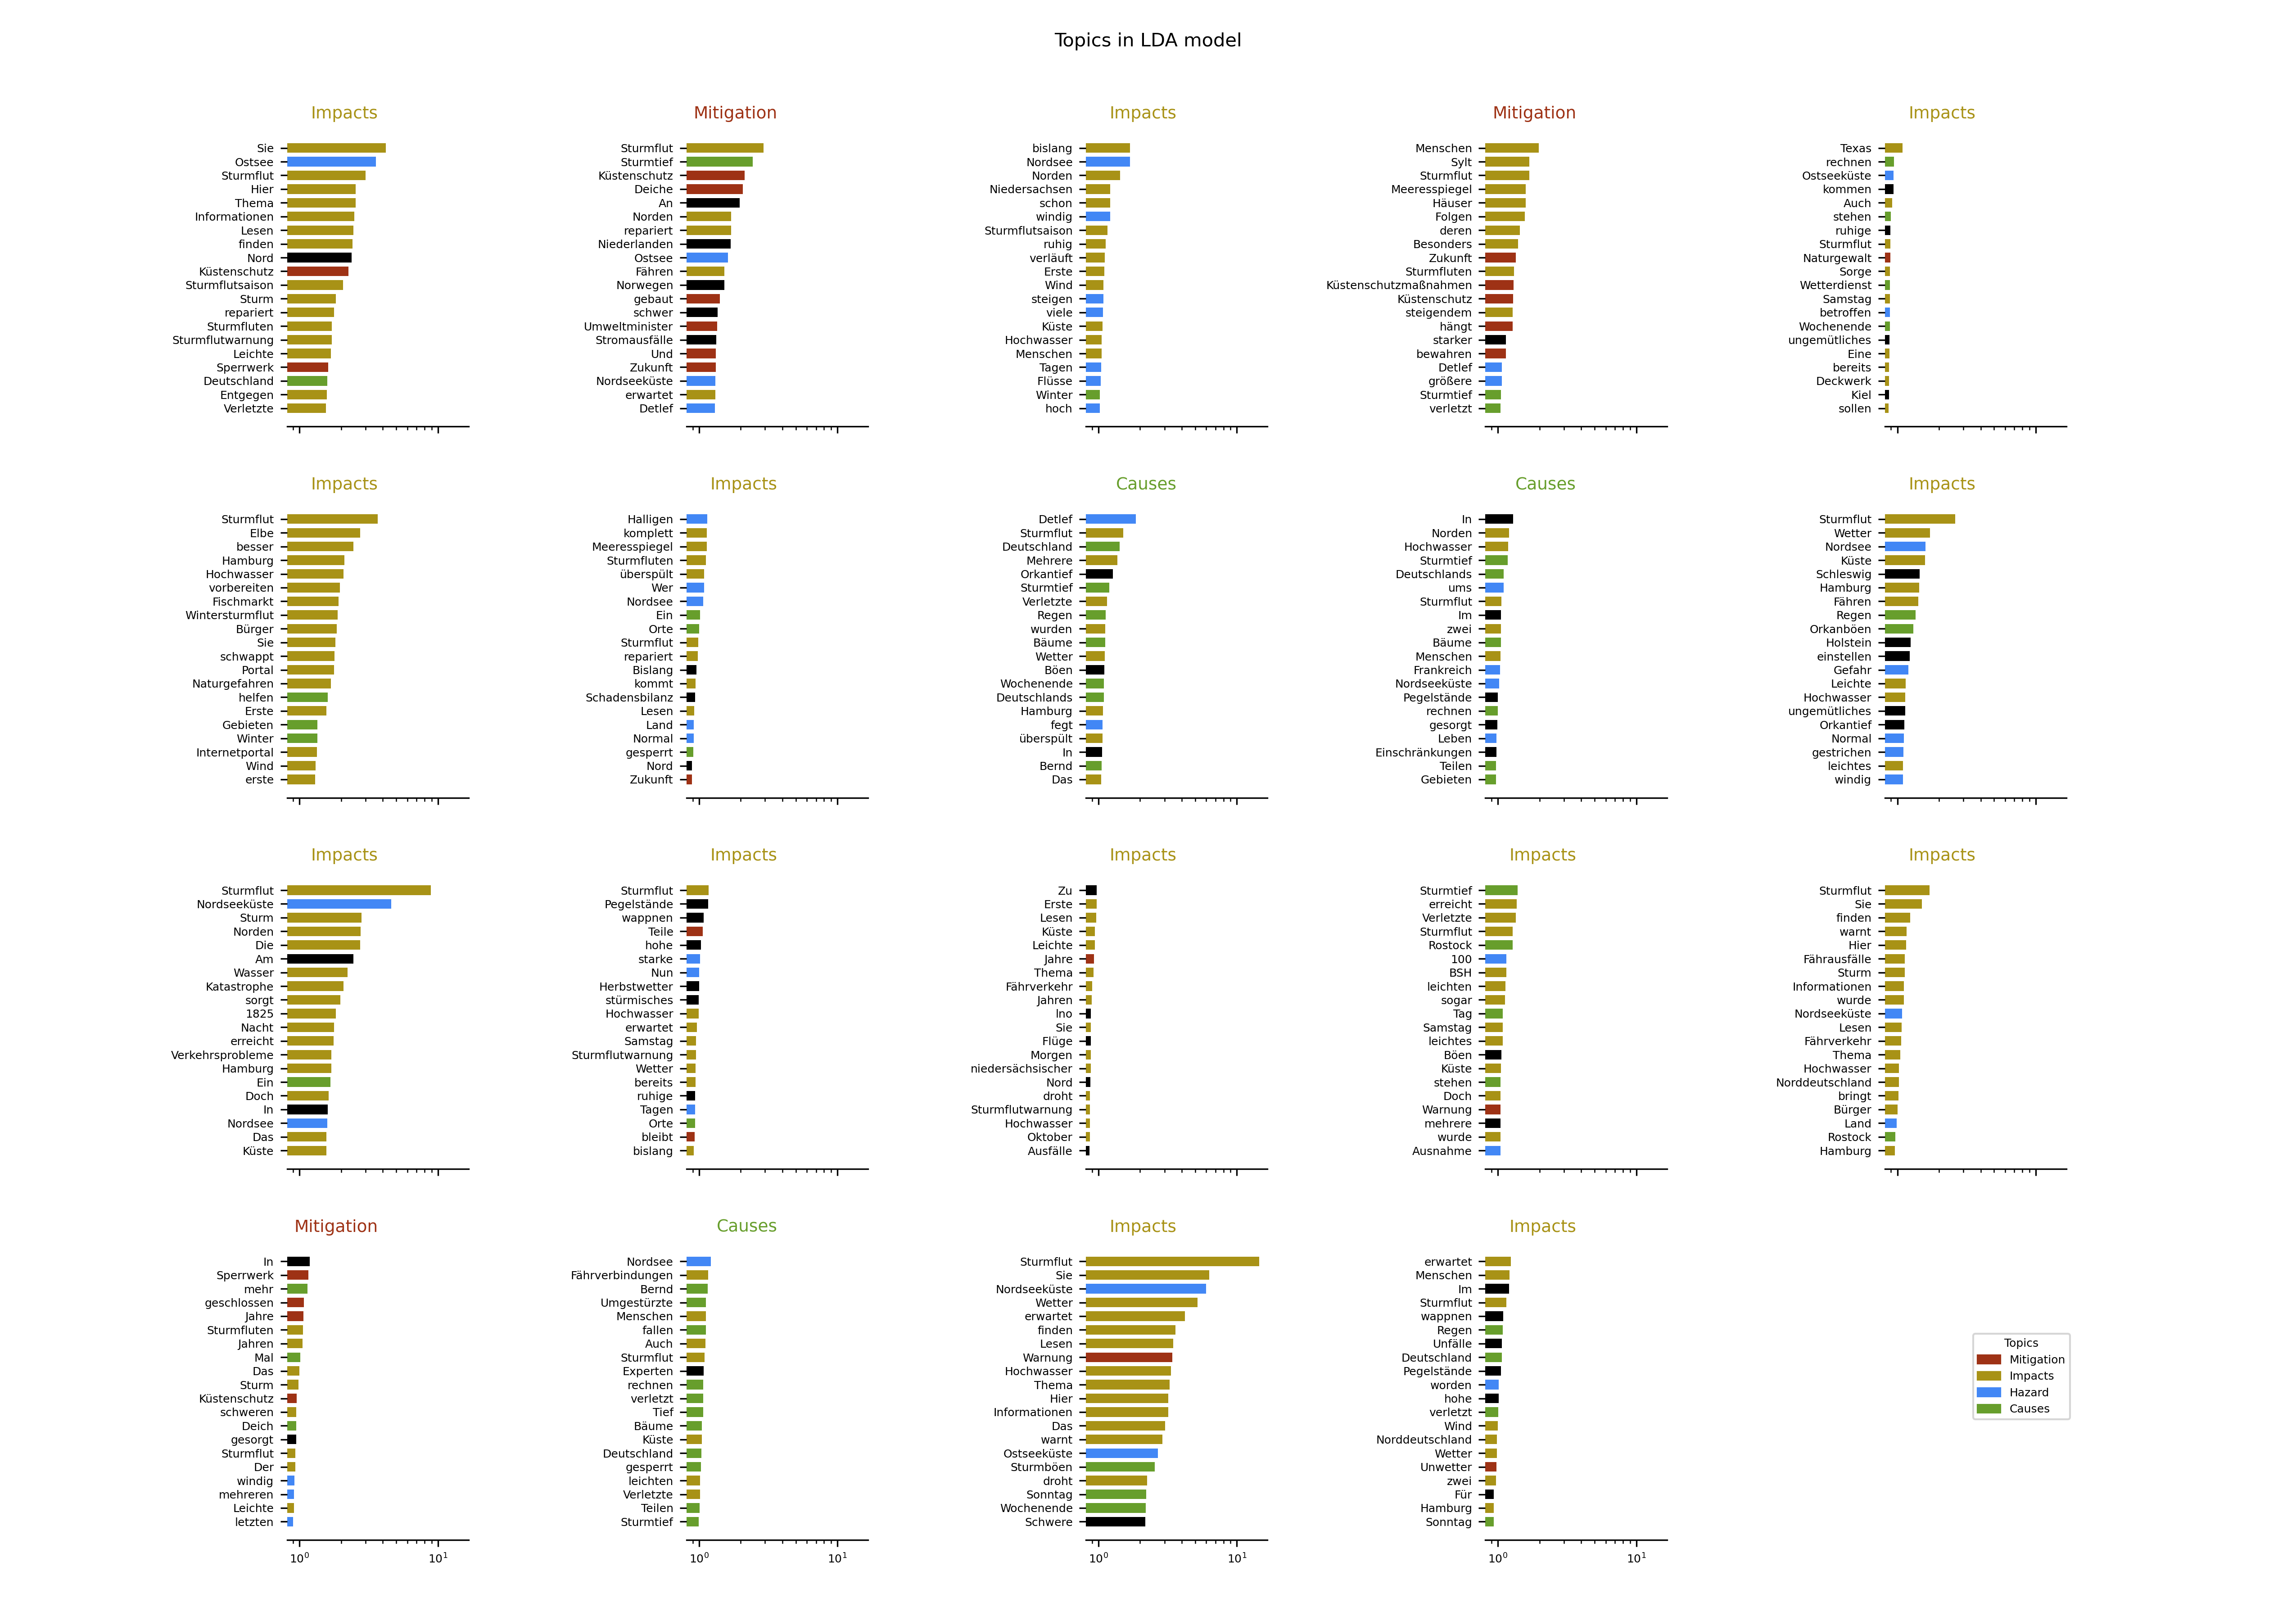 Topics in LDA model
Impacts
Sie
Ostsee
Sturmflut
Hier
Thema
Informationen
Lesen
finden
Nord
Küstenschutz
Sturmflutsaison
Sturm
repariert
Sturmfluten
Sturmflutwarnung
Leichte
Sperrwerk
Deutschland
Entgegen
Verletzte
Mitigation
Sturmflut
Sturmtief
Küstenschutz
Deiche
An
Norden
repariert
Niederlanden
Ostsee
Fähren
Norwegen
gebaut
schwer
Umweltminister
Stromausfälle
Und
Zukunft
Nordseeküste
erwartet
Detlef
Impacts
bislang
Nordsee
Norden
Niedersachsen
schon
windig
Sturmflutsaison
ruhig
verläuft
Erste
Wind
steigen
viele
Küste
Hochwasser
Menschen
Tagen
Flüsse
Winter
hoch
Mitigation
Menschen
Sylt
Sturmflut
Meeresspiegel
Häuser
Folgen
deren
Besonders
Zukunft
Sturmfluten
Küstenschutzmaßnahmen
Küstenschutz
steigendem
hängt
starker
bewahren
Detlef
größere
Sturmtief
verletzt
Impacts
Texas
rechnen
Ostseeküste
kommen
Auch
stehen
ruhige
Sturmflut
Naturgewalt
Sorge
Wetterdienst
Samstag
betroffen
Wochenende
ungemütliches
Eine
bereits
Deckwerk
Kiel
sollen
Impacts
Sturmflut
Elbe
besser
Hamburg
Hochwasser
vorbereiten
Fischmarkt
Wintersturmflut
Bürger
Sie
schwappt
Portal
Naturgefahren
helfen
Erste
Gebieten
Winter
Internetportal
Wind
erste
Impacts
Halligen
komplett
Meeresspiegel
Sturmfluten
überspült
Wer
Nordsee
Ein
Orte
Sturmflut
repariert
Bislang
kommt
Schadensbilanz
Lesen
Land
Normal
gesperrt
Nord
Zukunft
Causes
Detlef
Sturmflut
Deutschland
Mehrere
Orkantief
Sturmtief
Verletzte
Regen
wurden
Bäume
Wetter
Böen
Wochenende
Deutschlands
Hamburg
fegt
überspült
In
Bernd
Das
Causes
In
Norden
Hochwasser
Sturmtief
Deutschlands
ums
Sturmflut
Im
zwei
Bäume
Menschen
Frankreich
Nordseeküste
Pegelstände
rechnen
gesorgt
Leben
Einschränkungen
Teilen
Gebieten
Impacts
Sturmflut
Wetter
Nordsee
Küste
Schleswig
Hamburg
Fähren
Regen
Orkanböen
Holstein
einstellen
Gefahr
Leichte
Hochwasser
ungemütliches
Orkantief
Normal
gestrichen
leichtes
windig
Impacts
Sturmflut
Nordseeküste
Sturm
Norden
Die
Am
Wasser
Katastrophe
sorgt
1825
Nacht
erreicht
Verkehrsprobleme
Hamburg
Ein
Doch
In
Nordsee
Das
Küste
Impacts
Sturmflut
Pegelstände
wappnen
Teile
hohe
starke
Nun
Herbstwetter
stürmisches
Hochwasser
erwartet
Samstag
Sturmflutwarnung
Wetter
bereits
ruhige
Tagen
Orte
bleibt
bislang
Impacts
Zu
Erste
Lesen
Küste
Leichte
Jahre
Thema
Fährverkehr
Jahren
Ino
Sie
Flüge
Morgen
niedersächsischer
Nord
droht
Sturmflutwarnung
Hochwasser
Oktober
Ausfälle
Impacts
Sturmtief
erreicht
Verletzte
Sturmflut
Rostock
100
BSH
leichten
sogar
Tag
Samstag
leichtes
Böen
Küste
stehen
Doch
Warnung
mehrere
wurde
Ausnahme
Impacts
Sturmflut
Sie
finden
warnt
Hier
Fährausfälle
Sturm
Informationen
wurde
Nordseeküste
Lesen
Fährverkehr
Thema
Hochwasser
Norddeutschland
bringt
Bürger
Land
Rostock
Hamburg
Mitigation
In
Sperrwerk
mehr
geschlossen
Jahre
Sturmfluten
Jahren
Mal
Das
Sturm
Küstenschutz
schweren
Deich
gesorgt
Sturmflut
Der
windig
mehreren
Leichte
letzten
10⁰ 10¹
Causes
Nordsee
Fährverbindungen
Bernd
Umgestürzte
Menschen
fallen
Auch
Sturmflut
Experten
rechnen
verletzt
Tief
Bäume
Küste
Deutschland
gesperrt
leichten
Verletzte
Teilen
Sturmtief
10⁰ 10¹
Impacts
Sturmflut
Sie
Nordseeküste
Wetter
erwartet
finden
Lesen
Warnung
Hochwasser
Thema
Hier
Informationen
Das
warnt
Ostseeküste
Sturmböen
droht
Sonntag
Wochenende
Schwere
10⁰ 10¹
Impacts
erwartet
Menschen
Im
Sturmflut
wappnen
Regen
Unfälle
Deutschland
Pegelstände
worden
hohe
verletzt
Wind
Norddeutschland
Wetter
Unwetter
zwei
Für
Hamburg
Sonntag
10⁰ 10¹
Topics
Mitigation
Impacts
Hazard
Causes